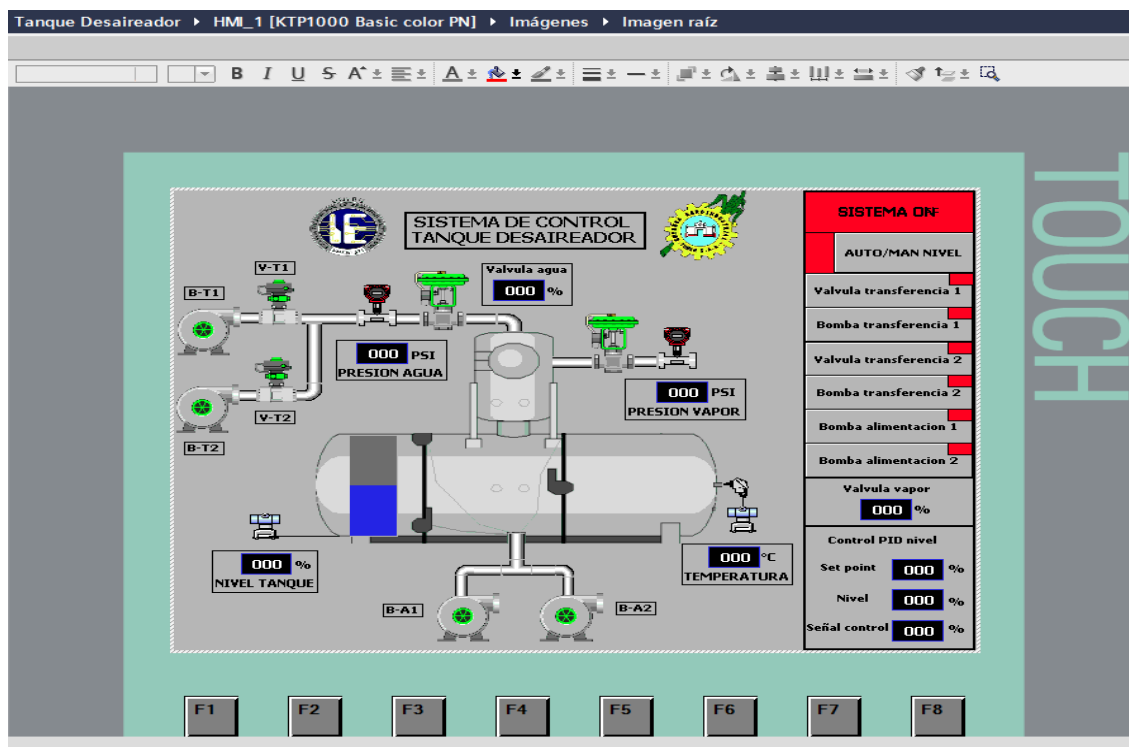 Tanque Desaireador ▸ HMI_1 [KTP1000 Basic color PN] ▸ Imágenes ▸ Imagen raíz
B I U S A A
TOUCH
IE
SISTEMA DE CONTROL
TANQUE DESAIREADOR
V-T1
B-T1
Valvula agua
000 %
000 PSI
PRESION AGUA
000 PSI
PRESION VAPOR
V-T2
B-T2
000 %
NIVEL TANQUE
000 °C
TEMPERATURA
B-A1
B-A2
SISTEMA
AUTO/MAN NIVEL
Valvula transferencia 1
Bomba transferencia 1
Valvula transferencia 2
Bomba transferencia 2
Bomba alimentacion 1
Bomba alimentacion 2
Valvula vapor
000 %
Control PID nivel
Set point 000 %
Nivel 000 %
Señal control 000 %
F1 F2 F3 F4 F5 F6 F7 F8